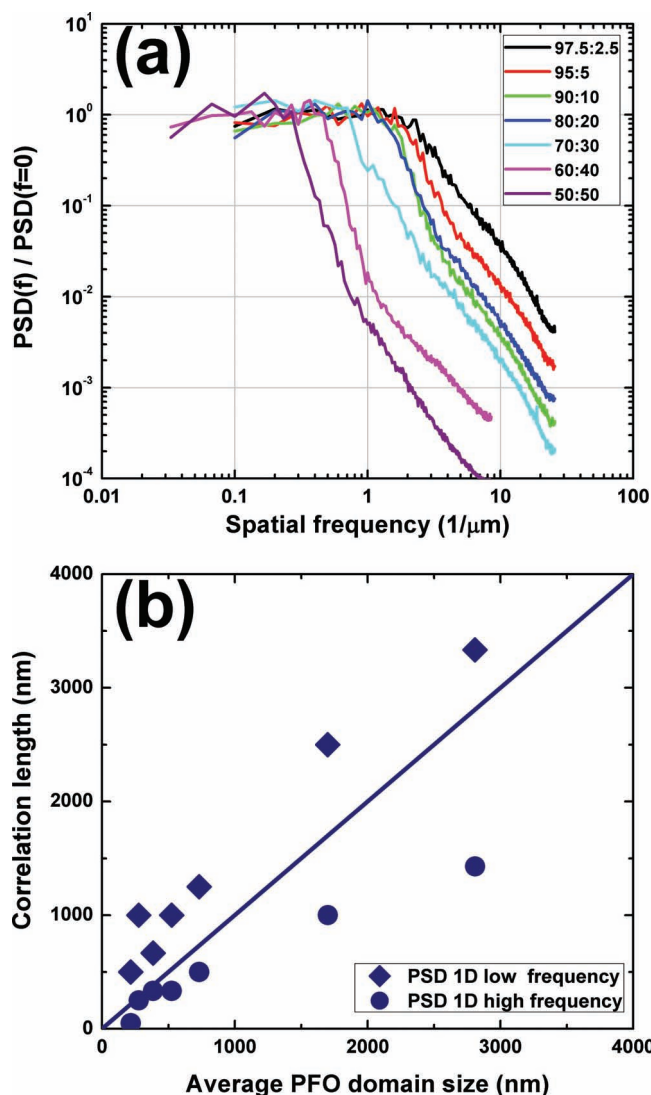 (a)
10¹
10⁰
10⁻¹
10⁻²
10⁻³
10⁻⁴
PSD(f) / PSD(f=0)
97.5:2.5
95:5
90:10
80:20
70:30
60:40
50:50
0.01 0.1 1 10 100
Spatial frequency (1/μm)
(b)
4000
3000
2000
1000
0
Correlation length (nm)
PSD 1D low frequency
PSD 1D high frequency
0 1000 2000 3000 4000
Average PFO domain size (nm)